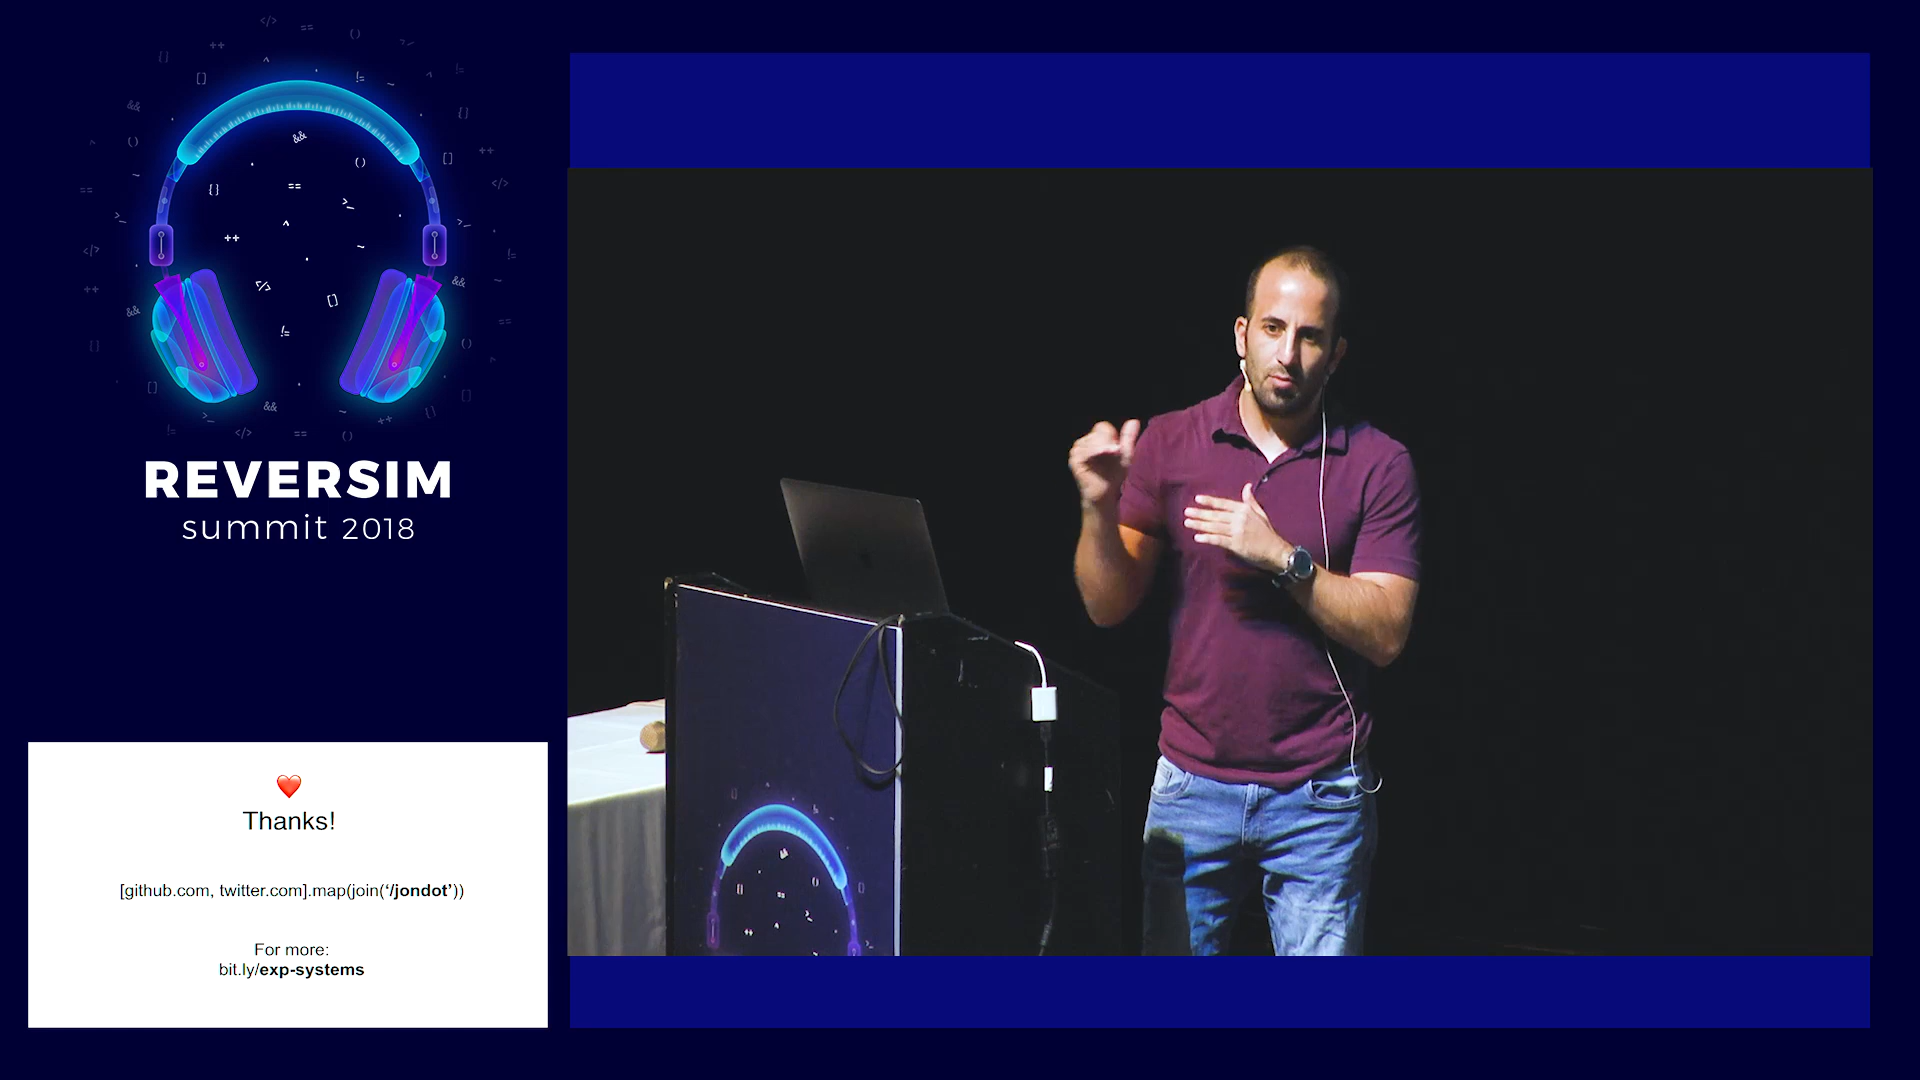 REVERSIM
summit 2018
Thanks!
[github.com, twitter.com].map(join('/jondot'))
For more:
bit.ly/exp-systems